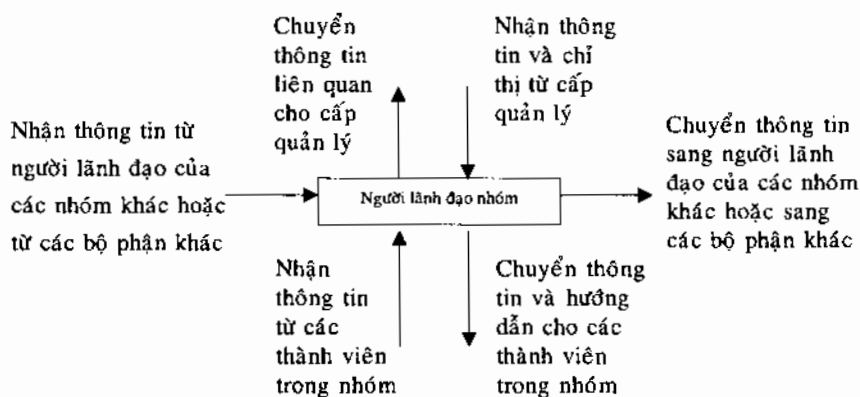 Chuyển
thông tin
liên quan
cho cấp
quản lý
Nhận thông
tin và chỉ
thị từ cấp
quản lý
Nhận thông tin từ
người lãnh đạo của
các nhóm khác hoặc
từ các bộ phận khác
Người lãnh đạo nhóm
Chuyển thông tin
sang người lãnh
đạo của các nhóm
khác hoặc sang
các bộ phận khác
Nhận
thông tin
từ các
thành viên
trong nhóm
Chuyển thông
tin và hướng
dẫn cho các
thành viên
trong nhóm